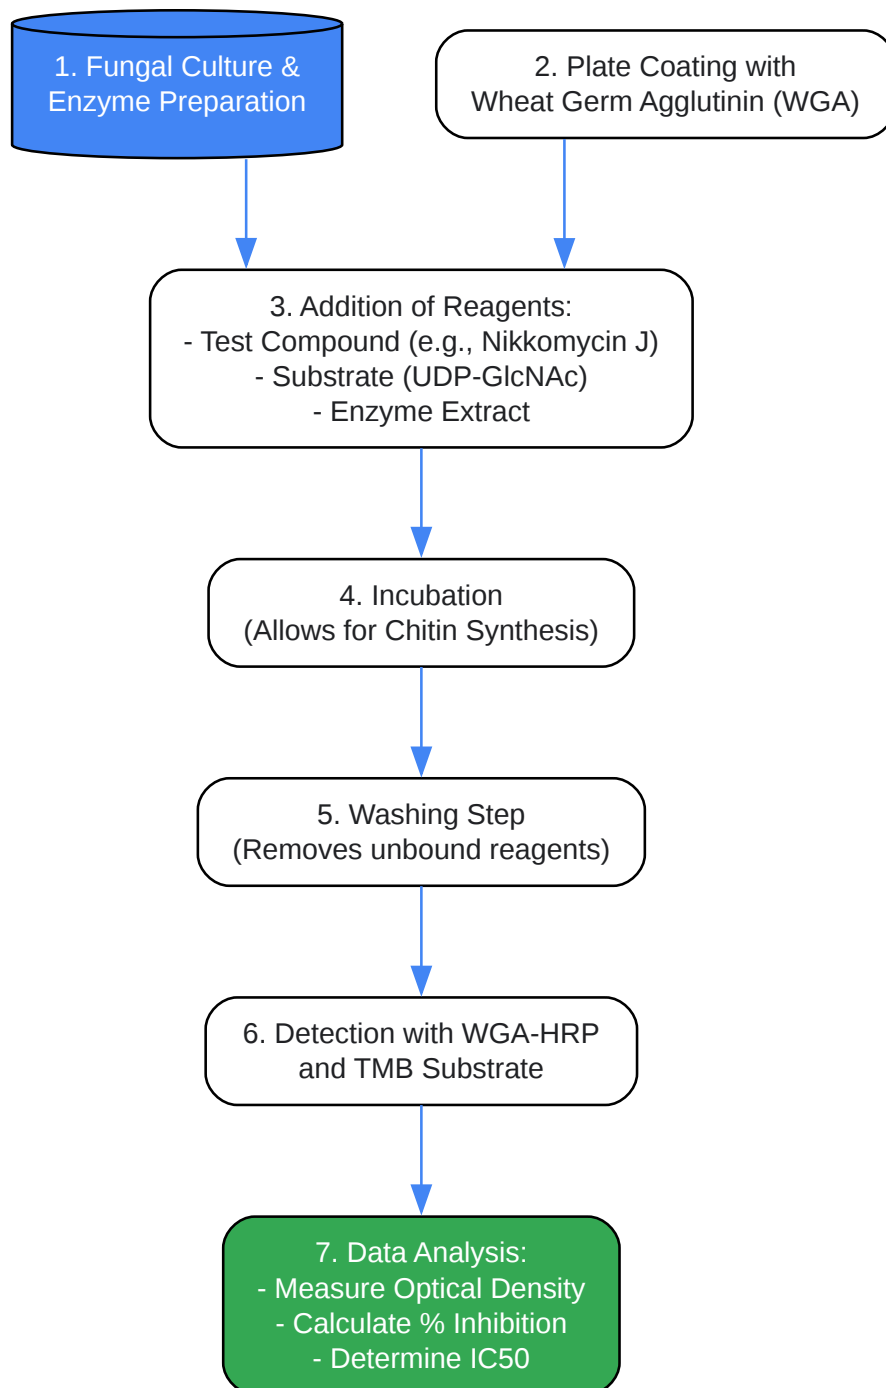 1. Fungal Culture &
Enzyme Preparation
2. Plate Coating with
Wheat Germ Agglutinin (WGA)
3. Addition of Reagents:
- Test Compound (e.g., Nikkomycin J)
- Substrate (UDP-GlcNAc)
- Enzyme Extract
4. Incubation
(Allows for Chitin Synthesis)
5. Washing Step
(Removes unbound reagents)
6. Detection with WGA-HRP
and TMB Substrate
7. Data Analysis:
- Measure Optical Density
- Calculate % Inhibition
- Determine IC50